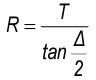 R = T / tan Δ/2